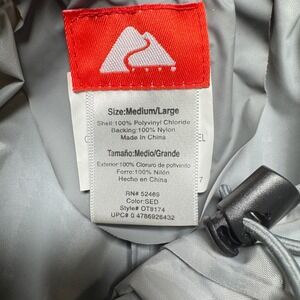 Size:Medium/Large
Shell:100% Polyvinyl Chloride
Backing:100% Nylon
Made in China
Tamaño:Medio/Grande
Exterior:100% Cloruro de polivinilo
Forro:100% Nilón
Hecho en China
RN# 52469
Color:SED
Style# OT9174
UPC# 0 4786926432